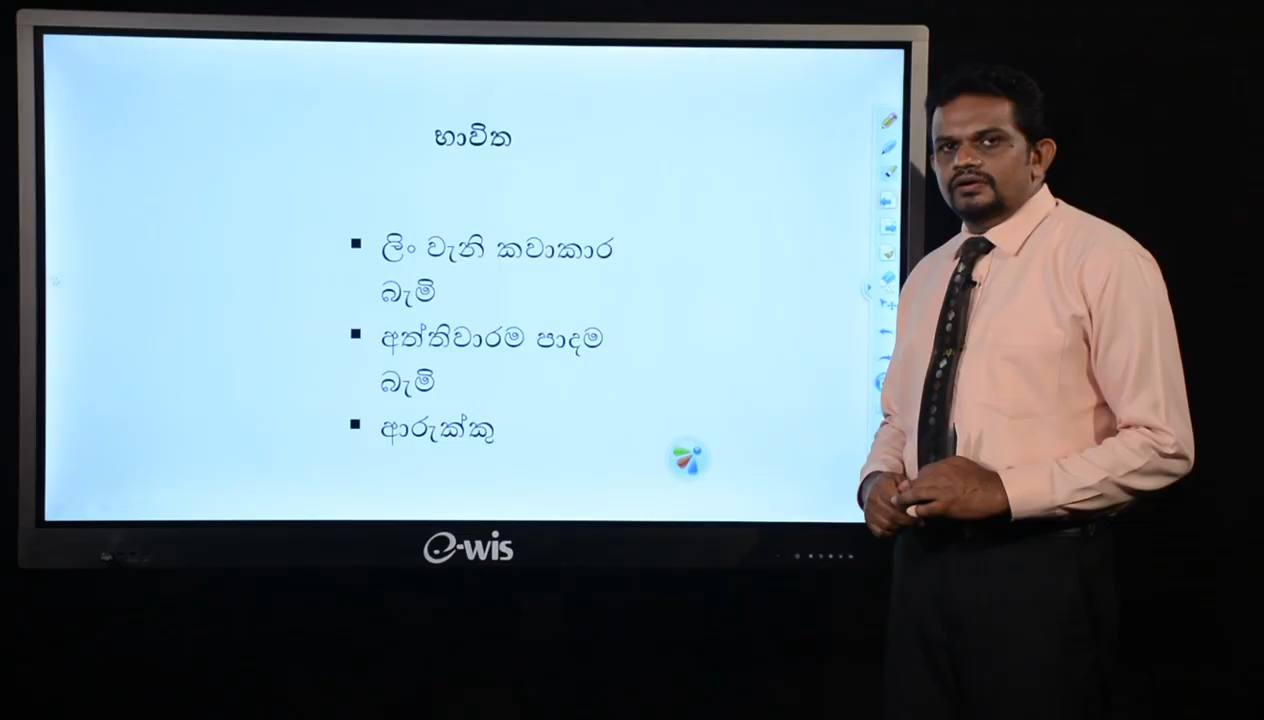 භාවිත
▪ ලිං වැනි කවාකාර
බැමි
▪ අත්තිවාරම පාදම
බැමි
▪ ආරුක්කු
e-wis